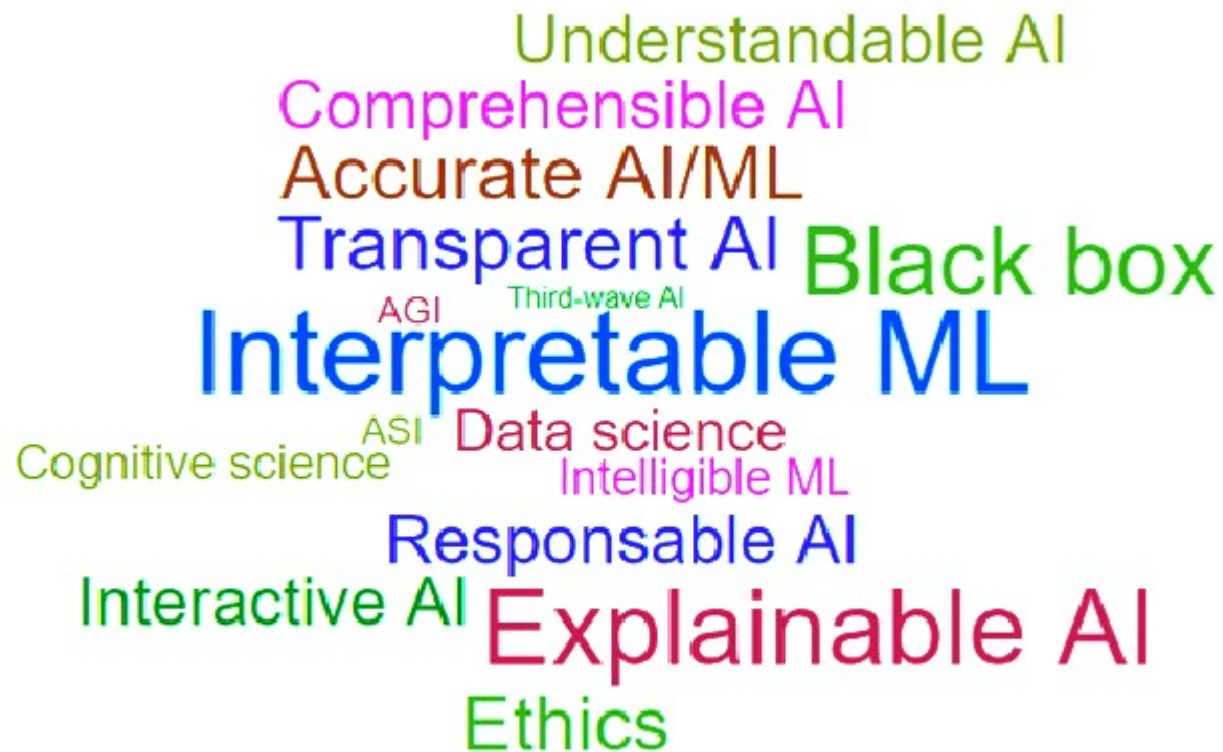 Understandable AI
Comprehensible AI
Accurate AI/ML
Transparent AI
Black box
Third-wave AI
AGI
Interpretable ML
ASI
Data science
Cognitive science
Intelligible ML
Responsable AI
Interactive AI
Explainable AI
Ethics